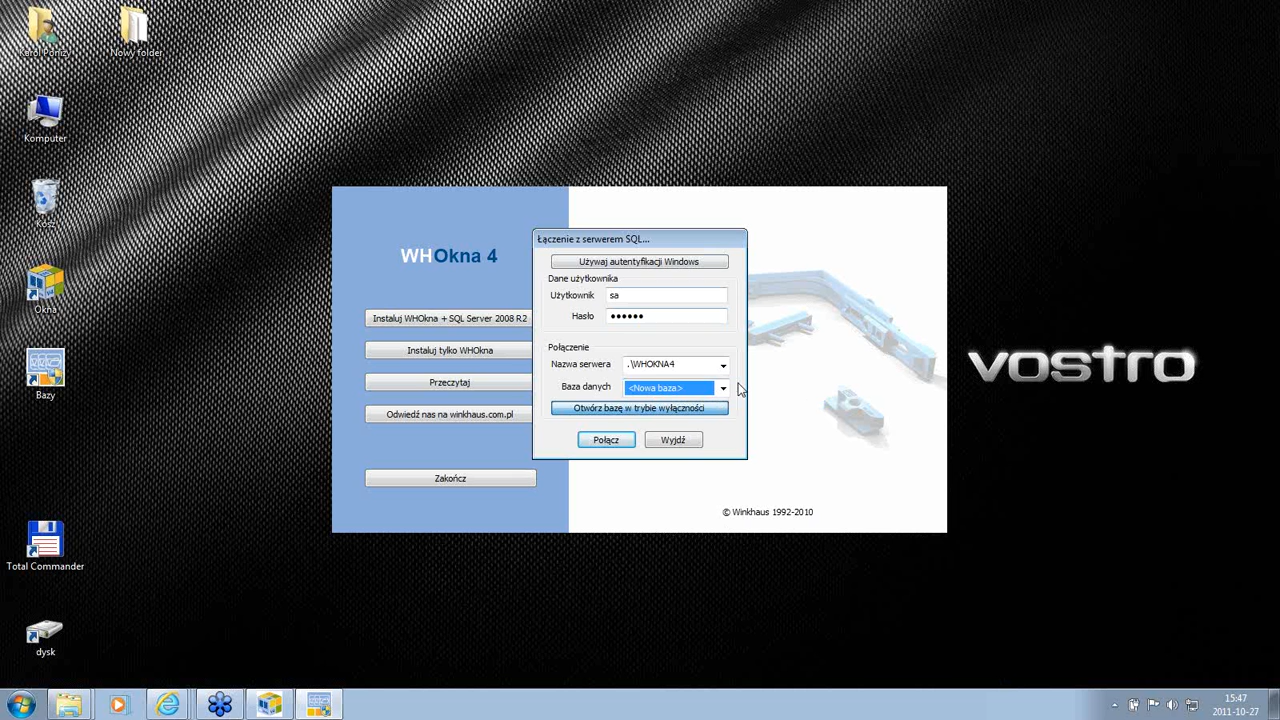 Karol Pomzy
Nowy folder
Komputer
Kosz
Okna
Bazy
Total Commander
dysk
WHOkna 4
Instaluj WHOkna + SQL Server 2008 R2
Instaluj tylko WHOkna
Przeczytaj
Odwiedź nas na winkhaus.com.pl
Zakończ
Łączenie z serwerem SQL...
Używaj autentyfikacji Windows
Dane użytkownika
Użytkownik sa
Hasło ••••••
Połączenie
Nazwa serwera .\WHOKNA4
Baza danych <Nowa baza>
Otwórz bazę w trybie wyłączności
Połącz Wyjdź
© Winkhaus 1992-2010
vostro
15:47
2011-10-27